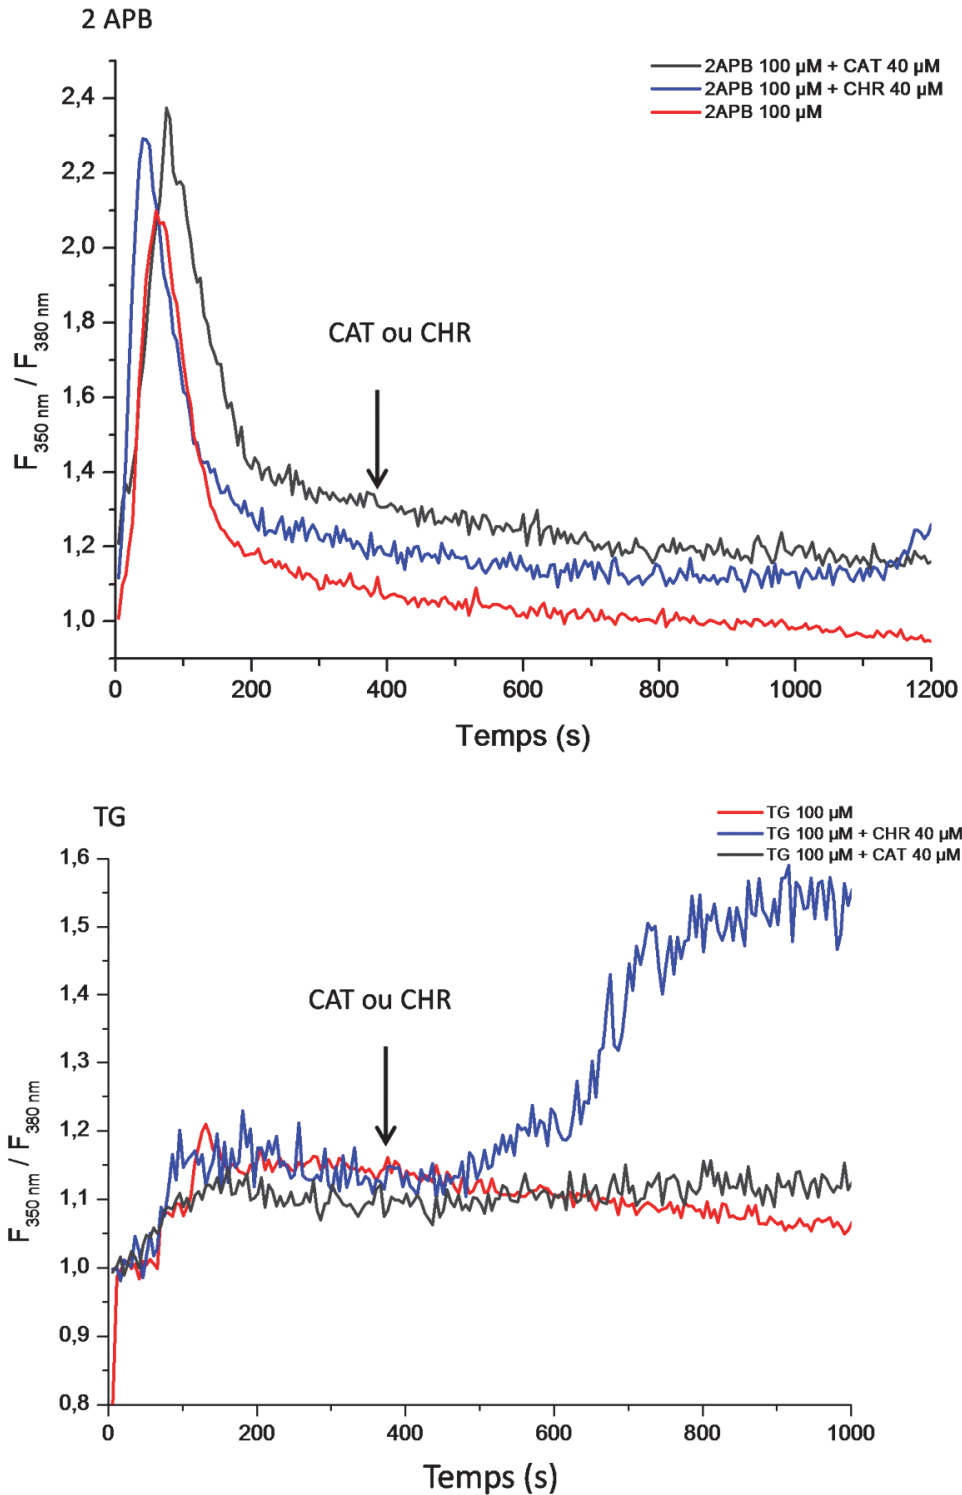 2 APB
2APB 100 µM + CAT 40 µM
2APB 100 µM + CHR 40 µM
2APB 100 µM
2,4
2,2
2,0
1,8
1,6
1,4
1,2
1,0
F 350 nm / F 380 nm
CAT ou CHR
0
200
400
600
800
1000
1200
Temps (s)
TG
TG 100 µM
TG 100 µM + CHR 40 µM
TG 100 µM + CAT 40 µM
1,6
1,5
1,4
1,3
1,2
1,1
1,0
0,9
0,8
F 350 nm / F 380 nm
CAT ou CHR
0
200
400
600
800
1000
Temps (s)